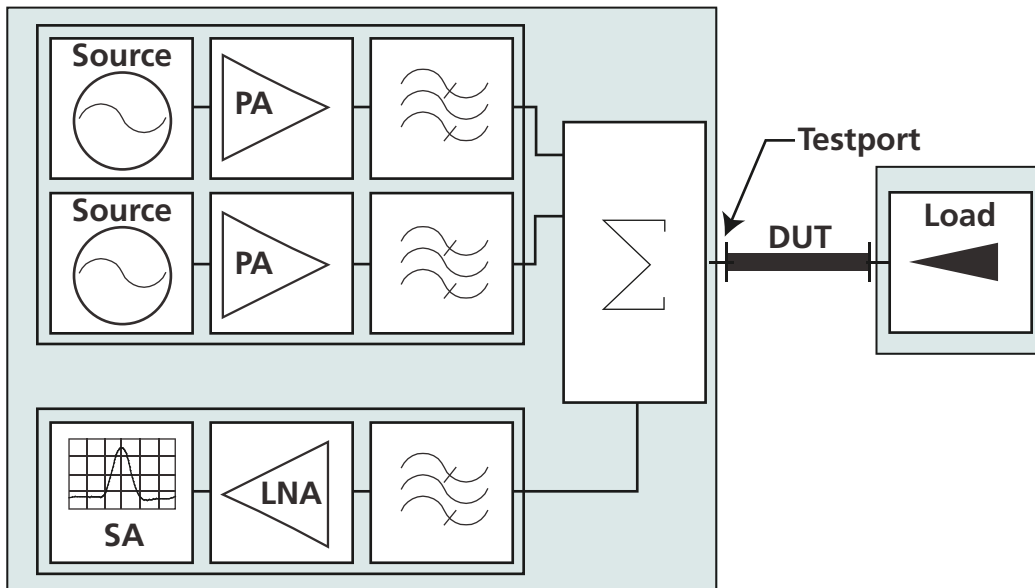 Source
PA
Testport
Source
PA
DUT
Load
Σ
SA
LNA